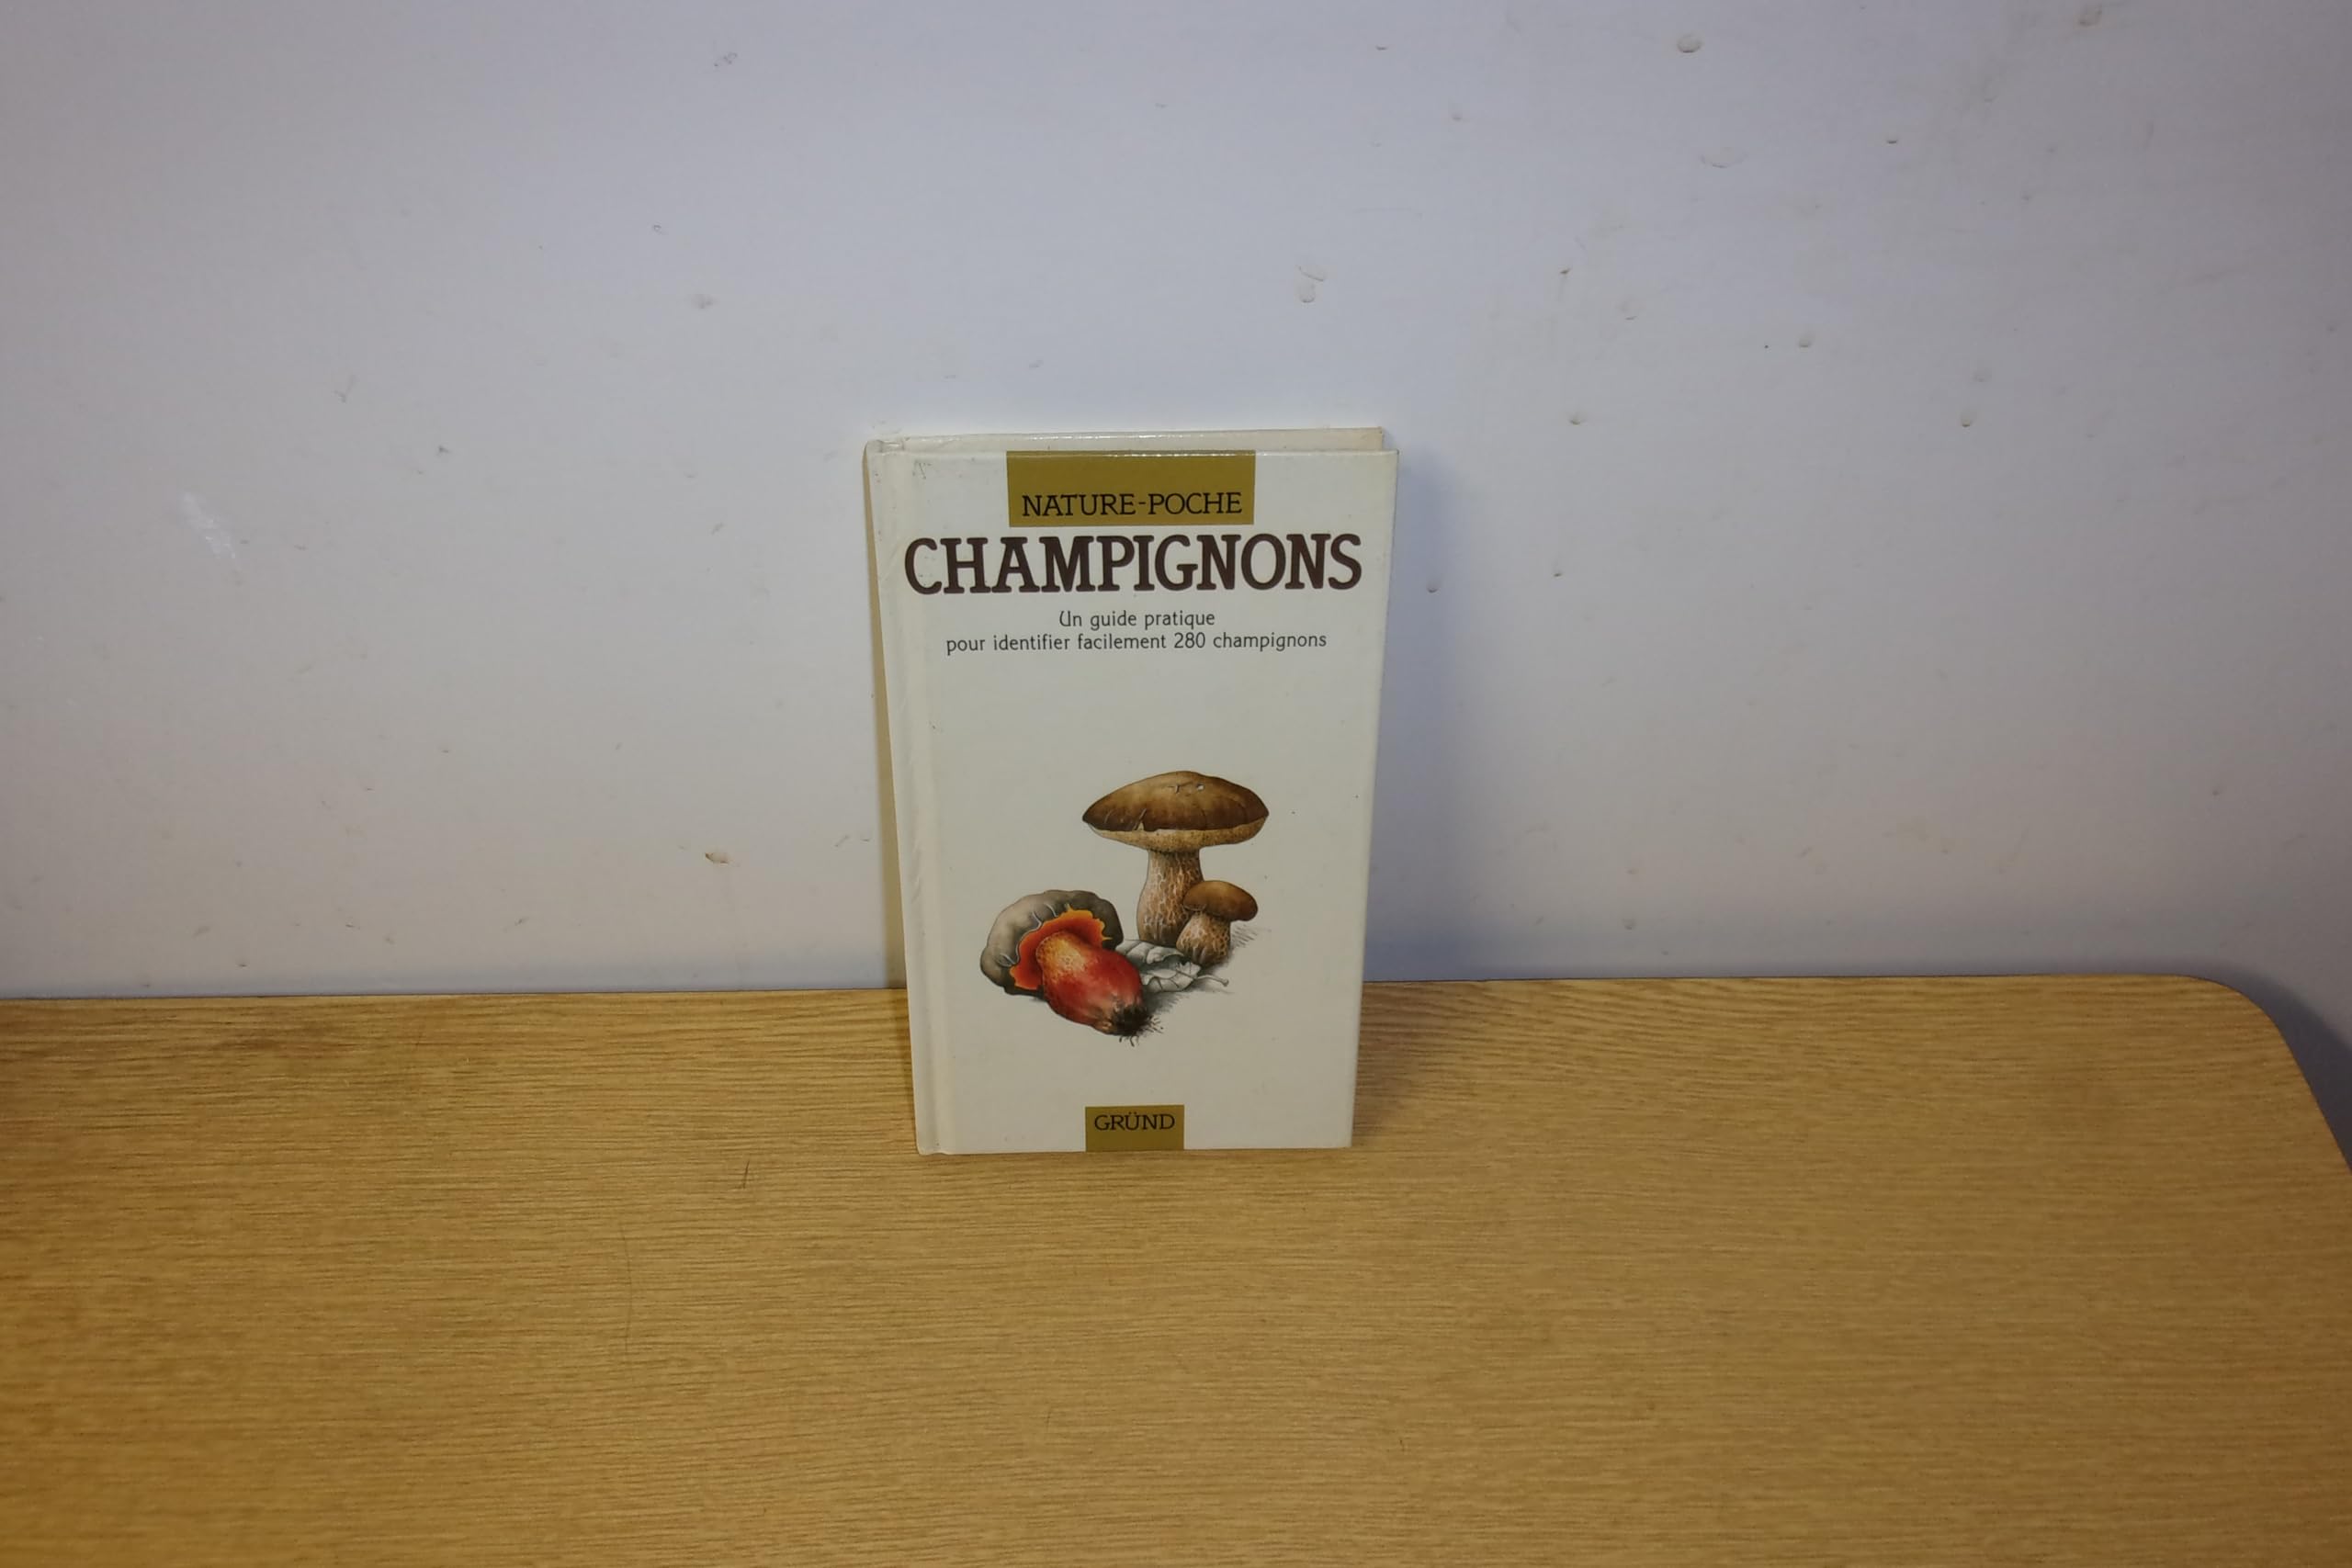 NATURE-POCHE
CHAMPIGNONS
Un guide pratique
pour identifier facilement 280 champignons
GRÜND